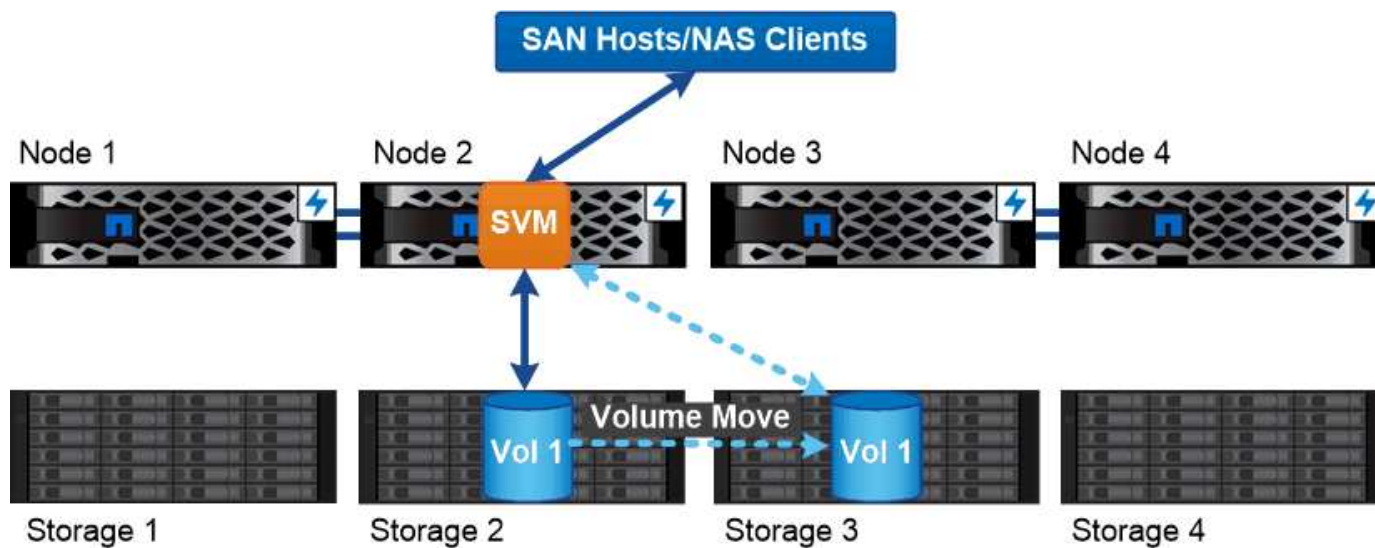 SAN Hosts/NAS Clients
Node 1
Node 2
Node 3
Node 4
SVM
Volume Move
Vol 1
Vol 1
Storage 1
Storage 2
Storage 3
Storage 4